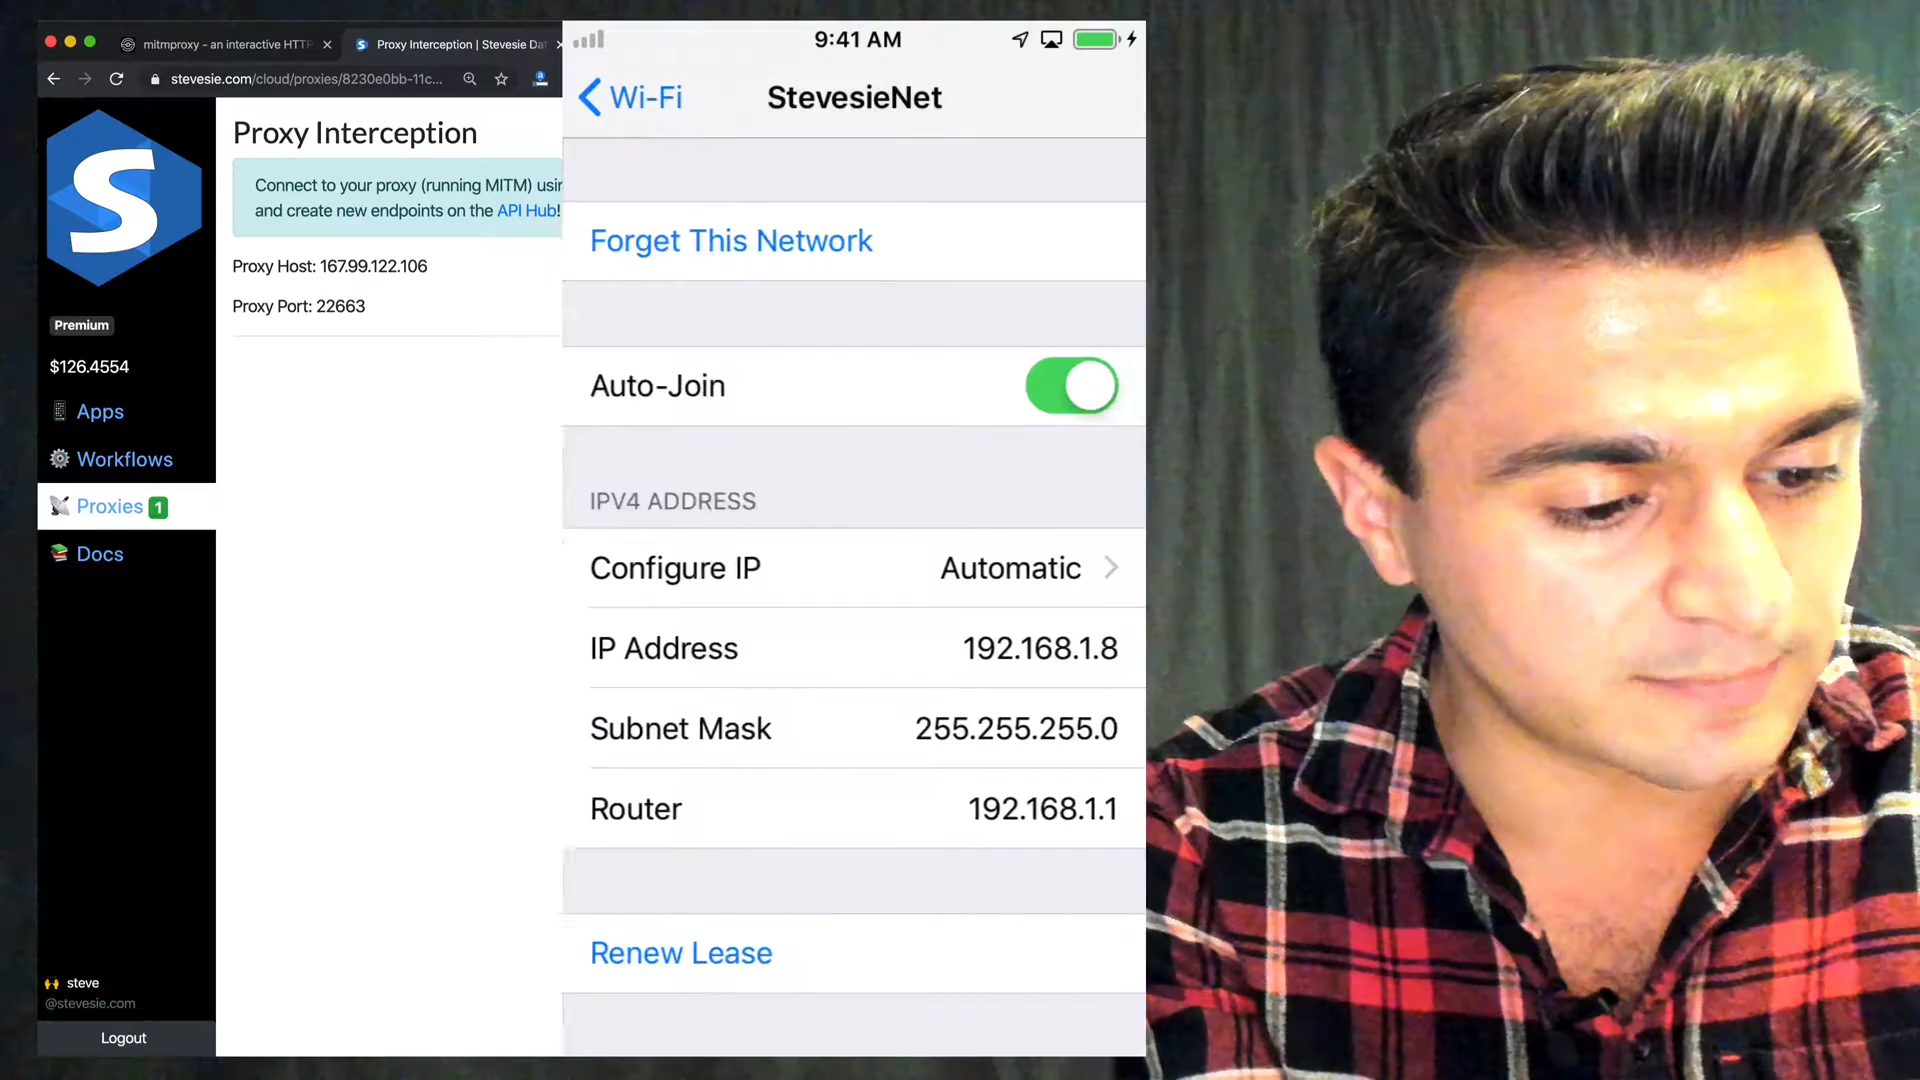 mitmproxy - an interactive HTTP
Proxy Interception | Stevesie Da
stevesie.com/cloud/proxies/8230e0bb-11c...
S
Premium
$126.4554
Apps
Workflows
Proxies 1
Docs
steve
@stevesie.com
Logout
Proxy Interception
Connect to your proxy (running MITM) usin
and create new endpoints on the API Hub!
Proxy Host: 167.99.122.106
Proxy Port: 22663
9:41 AM
Wi-Fi
StevesieNet
Forget This Network
Auto-Join
IPV4 ADDRESS
Configure IP Automatic
IP Address 192.168.1.8
Subnet Mask 255.255.255.0
Router 192.168.1.1
Renew Lease